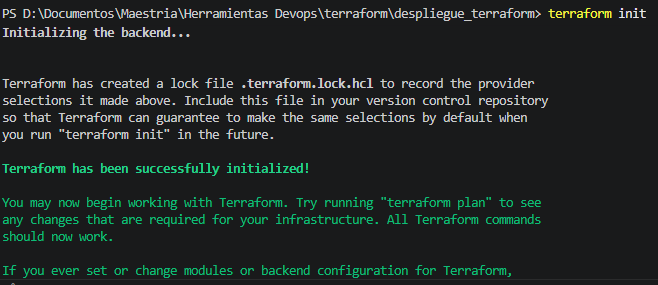 PS D:\Documentos\Maestria\Herramientas Devops\terraform\despliegue_terraform> terraform init
Initializing the backend...
Terraform has created a lock file .terraform.lock.hcl to record the provider
selections it made above. Include this file in your version control repository
so that Terraform can guarantee to make the same selections by default when
you run "terraform init" in the future.
Terraform has been successfully initialized!
You may now begin working with Terraform. Try running "terraform plan" to see
any changes that are required for your infrastructure. All Terraform commands
should now work.
If you ever set or change modules or backend configuration for Terraform,